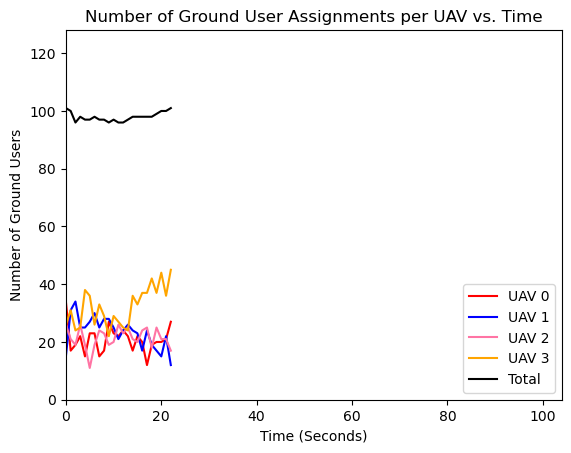 Number of Ground User Assignments per UAV vs. Time
120
100
80
60
40
20
0
Number of Ground Users
0 20 40 60 80 100
Time (Seconds)
UAV 0
UAV 1
UAV 2
UAV 3
Total